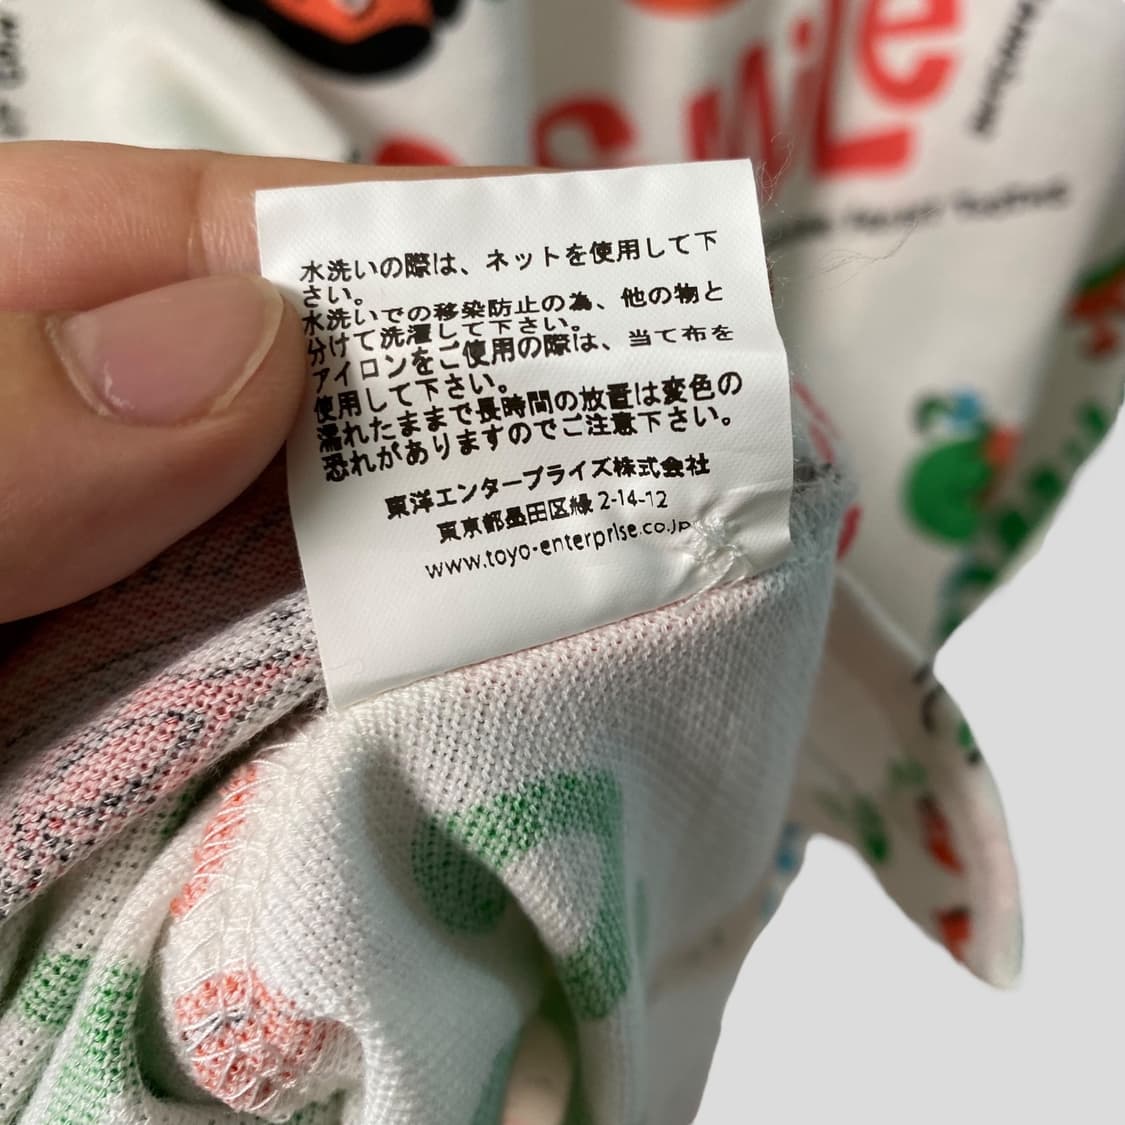 smile
水洗いの際は、ネットを使用して下
さい。
水洗いでの移染防止の為、他の物と
分けて洗濯して下さい。
アイロンをご使用の際は、当て布を
使用して下さい。
濡れたままで長時間の放置は変色の
恐れがありますのでご注意下さい。
東洋エンタープライズ株式会社
東京都墨田区緑 2-14-12
www.toyo-enterprise.co.jp